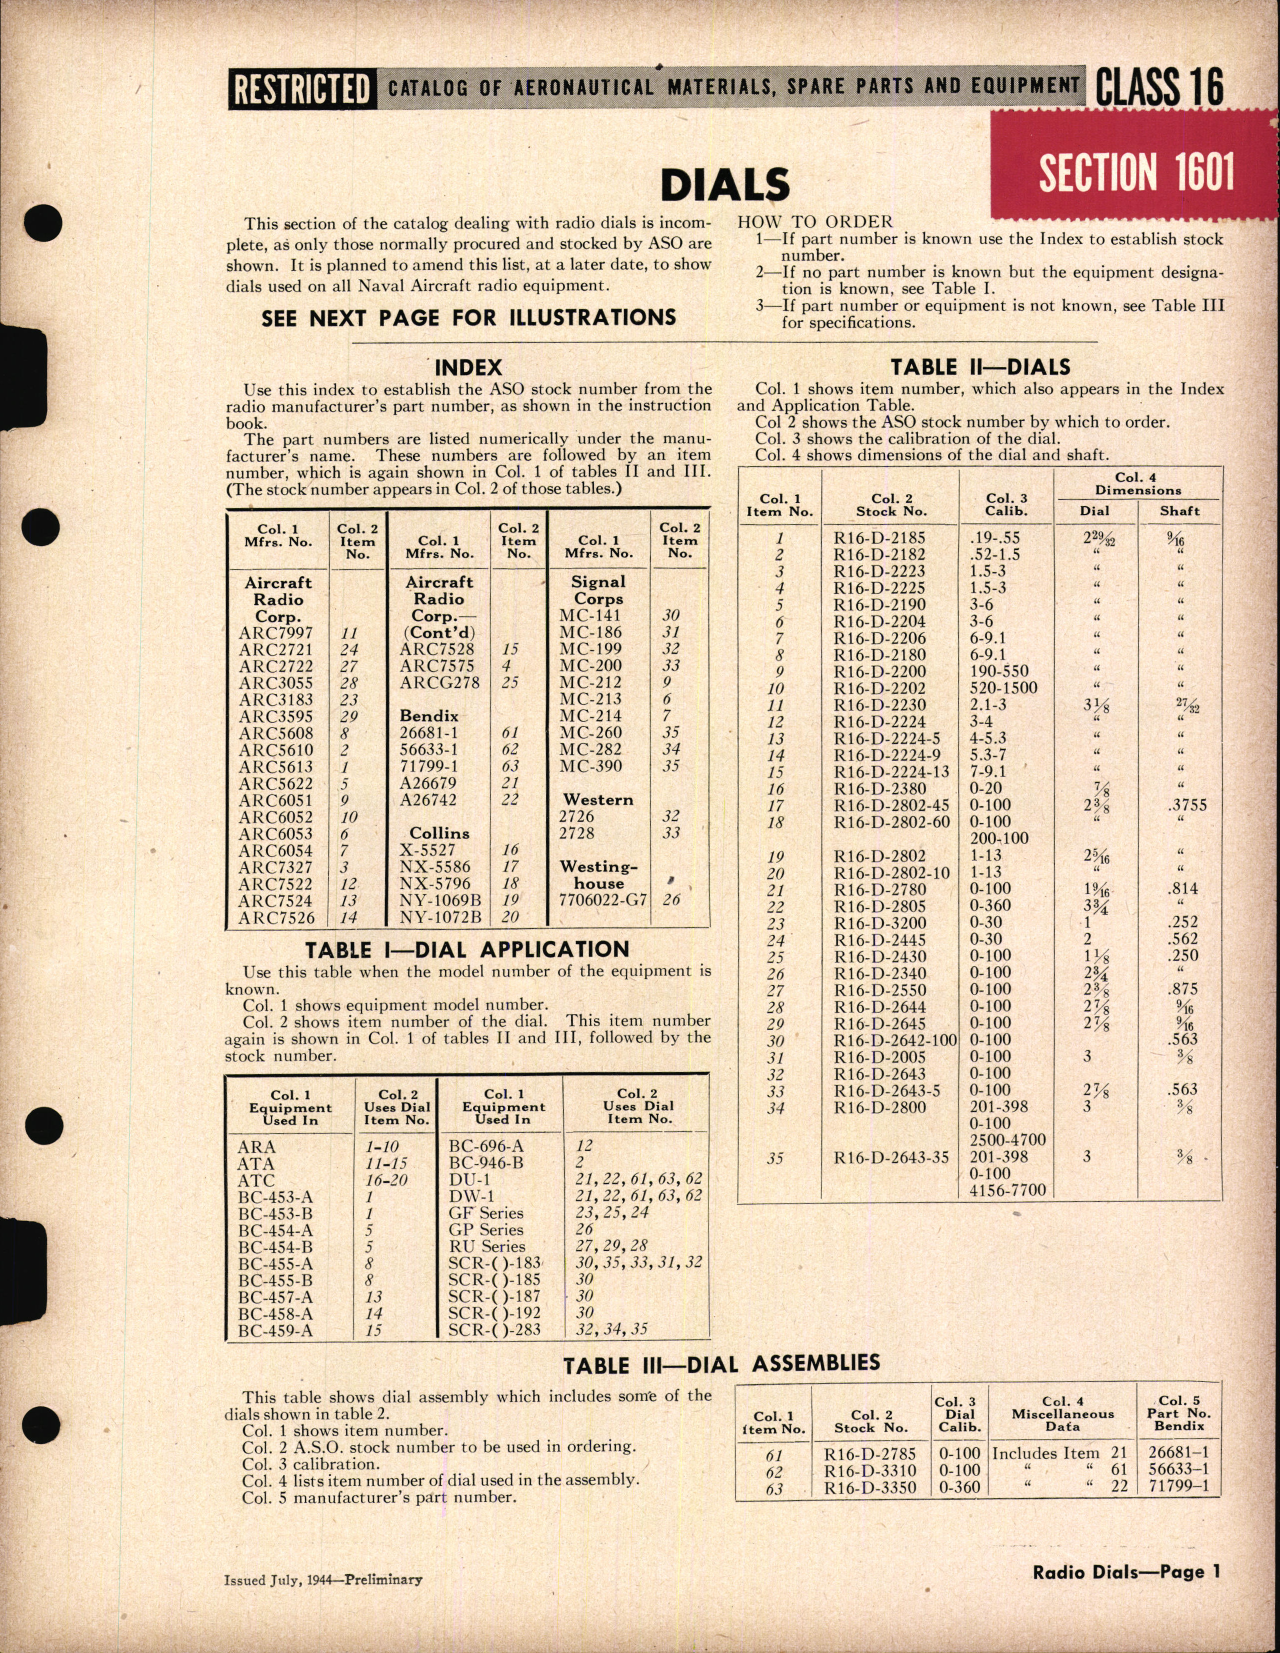 RESTRICTED CATALOG OF AERONAUTICAL MATERIALS, SPARE PARTS AND EQUIPMENT CLASS 16
SECTION 1601
DIALS
This section of the catalog dealing with radio dials is incom-
plete, as only those normally procured and stocked by ASO are
shown. It is planned to amend this list, at a later date, to show
dials used on all Naval Aircraft radio equipment.
SEE NEXT PAGE FOR ILLUSTRATIONS
HOW TO ORDER
1—If part number is known use the Index to establish stock
number.
2—If no part number is known but the equipment designa-
tion is known, see Table I.
3—If part number or equipment is not known, see Table III
for specifications.
INDEX
Use this index to establish the ASO stock number from the
radio manufacturer's part number, as shown in the instruction
book.
The part numbers are listed numerically under the manu-
facturer's name. These numbers are followed by an item
number, which is again shown in Col. 1 of tables II and III.
(The stock number appears in Col. 2 of those tables.)
Col. 1 Mfrs. No. Col. 2 Item No.
Aircraft
Radio
Corp.
ARC7997 11
ARC2721 24
ARC2722 27
ARC3055 28
ARC3183 23
ARC3595 29
ARC5608 8
ARC5610 2
ARC5613 1
ARC5622 5
ARC6051 9
ARC6052 10
ARC6053 6
ARC6054 7
ARC7327 3
ARC7522 12
ARC7524 13
ARC7526 14
Col. 1 Mfrs. No. Col. 2 Item No.
Aircraft
Radio
Corp.—
(Cont'd)
ARC7528 15
ARC7575 4
ARCG278 25
Bendix
26681-1 61
56633-1 62
71799-1 63
A26679 21
A26742 22
Collins
X-5527 16
NX-5586 17
NX-5796 18
NY-1069B 19
NY-1072B 20
Col. 1 Mfrs. No. Col. 2 Item No.
Signal
Corps
MC-141 30
MC-186 31
MC-199 32
MC-200 33
MC-212 9
MC-213 6
MC-214 7
MC-260 35
MC-282 34
MC-390 35
Western
2726 32
2728 33
Westing-
house
7706022-G7 26
TABLE I—DIAL APPLICATION
Use this table when the model number of the equipment is
known.
Col. 1 shows equipment model number.
Col. 2 shows item number of the dial. This item number
again is shown in Col. 1 of tables II and III, followed by the
stock number.
Col. 1 Equipment Used In Col. 2 Uses Dial Item No. Col. 1 Equipment Used In Col. 2 Uses Dial Item No.
ARA 1-10 BC-696-A 12
ATA 11-15 BC-946-B 2
ATC 16-20 DU-1 21, 22, 61, 63, 62
BC-453-A 1 DW-1 21, 22, 61, 63, 62
BC-453-B 1 GF Series 23, 25, 24
BC-454-A 5 GP Series 26
BC-454-B 5 RU Series 27, 29, 28
BC-455-A 8 SCR-( )-183 30, 35, 33, 31, 32
BC-455-B 8 SCR-( )-185 30
BC-457-A 13 SCR-( )-187 30
BC-458-A 14 SCR-( )-192 30
BC-459-A 15 SCR-( )-283 32, 34, 35
TABLE II—DIALS
Col. 1 shows item number, which also appears in the Index
and Application Table.
Col 2 shows the ASO stock number by which to order.
Col. 3 shows the calibration of the dial.
Col. 4 shows dimensions of the dial and shaft.
Col. 1 Item No. Col. 2 Stock No. Col. 3 Calib. Col. 4 Dimensions Dial Shaft
1 R16-D-2185 .19-.55 2 29/32 9/16
2 R16-D-2182 .52-1.5 “ “
3 R16-D-2223 1.5-3 “ “
4 R16-D-2225 1.5-3 “ “
5 R16-D-2190 3-6 “ “
6 R16-D-2204 3-6 “ “
7 R16-D-2206 6-9.1 “ “
8 R16-D-2180 6-9.1 “ “
9 R16-D-2200 190-550 “ “
10 R16-D-2202 520-1500 “ “
11 R16-D-2230 2.1-3 3⅛ 27/32
12 R16-D-2224 3-4 “ “
13 R16-D-2224-5 4-5.3 “ “
14 R16-D-2224-9 5.3-7 “ “
15 R16-D-2224-13 7-9.1 “ “
16 R16-D-2380 0-20 ⅞ “
17 R16-D-2802-45 0-100 2⅜ .3755
18 R16-D-2802-60 0-100 “ “
200-100
19 R16-D-2802 1-13 2 5/16 “
20 R16-D-2802-10 1-13 “ “
21 R16-D-2780 0-100 1 9/16 .814
22 R16-D-2805 0-360 3¾ “
23 R16-D-3200 0-30 1 .252
24 R16-D-2445 0-30 2 .562
25 R16-D-2430 0-100 1⅛ .250
26 R16-D-2340 0-100 2¾ “
27 R16-D-2550 0-100 2⅜ .875
28 R16-D-2644 0-100 2⅞ 9/16
29 R16-D-2645 0-100 2⅞ 9/16
30 R16-D-2642-100 0-100 .563
31 R16-D-2005 0-100 3 ⅜
32 R16-D-2643 0-100
33 R16-D-2643-5 0-100 2⅞ .563
34 R16-D-2800 201-398 3 ⅜
0-100
2500-4700
35 R16-D-2643-35 201-398 3 ⅜
0-100
4156-7700
TABLE III—DIAL ASSEMBLIES
This table shows dial assembly which includes some of the
dials shown in table 2.
Col. 1 shows item number.
Col. 2 A.S.O. stock number to be used in ordering.
Col. 3 calibration.
Col. 4 lists item number of dial used in the assembly.
Col. 5 manufacturer's part number.
Col. 1 Item No. Col. 2 Stock No. Col. 3 Dial Calib. Col. 4 Miscellaneous Data Col. 5 Part No. Bendix
61 R16-D-2785 0-100 Includes Item 21 26681-1
62 R16-D-3310 0-100 “ “ 61 56633-1
63 R16-D-3350 0-360 “ “ 22 71799-1
Issued July, 1944—Preliminary
Radio Dials—Page 1